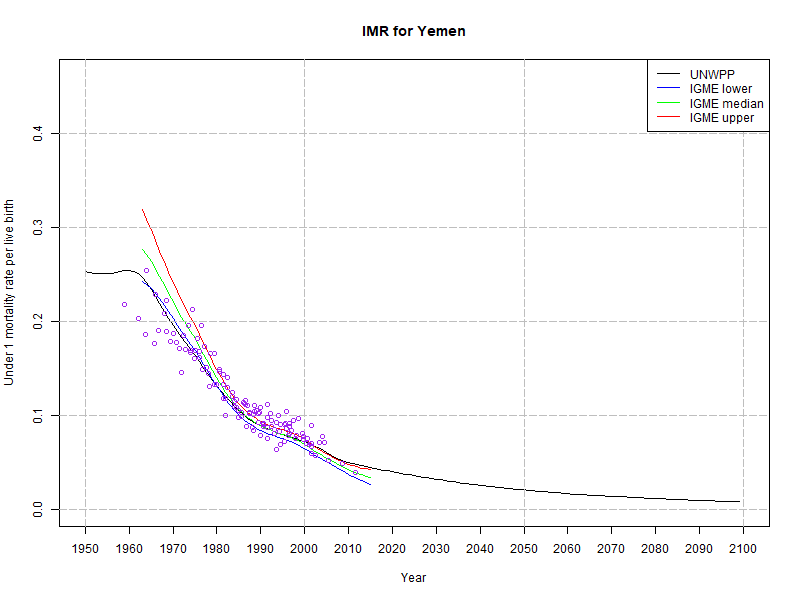 IMR for Yemen
UNWPP
IGME lower
IGME median
IGME upper
Under 1 mortality rate per live birth
0.4
0.3
0.2
0.1
0.0
1950 1960 1970 1980 1990 2000 2010 2020 2030 2040 2050 2060 2070 2080 2090 2100
Year